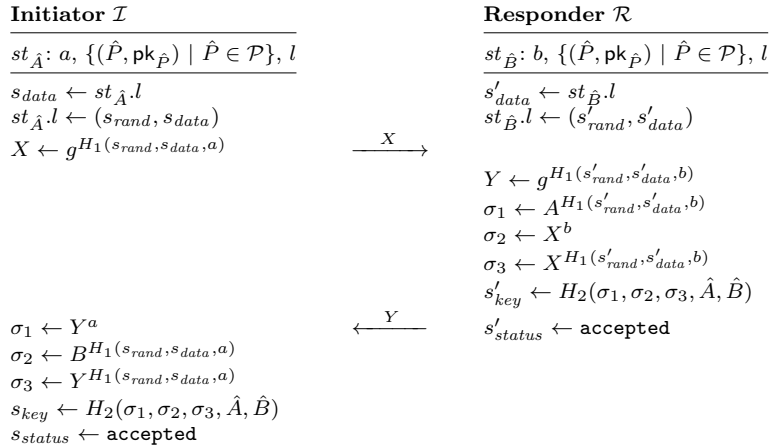 Initiator 𝓘 Responder 𝓡
st_Â: a, {(P̂, pk_P̂) | P̂ ∈ 𝒫}, l st_B̂: b, {(P̂, pk_P̂) | P̂ ∈ 𝒫}, l
s_data ← st_Â.l s′_data ← st_B̂.l
st_Â.l ← (s_rand, s_data) st_B̂.l ← (s′_rand, s′_data)
X ← g^{H_1(s_rand, s_data, a)} X
Y ← g^{H_1(s′_rand, s′_data, b)}
σ_1 ← A^{H_1(s′_rand, s′_data, b)}
σ_2 ← X^b
σ_3 ← X^{H_1(s′_rand, s′_data, b)}
s′_key ← H_2(σ_1, σ_2, σ_3, Â, B̂)
σ_1 ← Y^a Y s′_status ← accepted
σ_2 ← B^{H_1(s_rand, s_data, a)}
σ_3 ← Y^{H_1(s_rand, s_data, a)}
s_key ← H_2(σ_1, σ_2, σ_3, Â, B̂)
s_status ← accepted